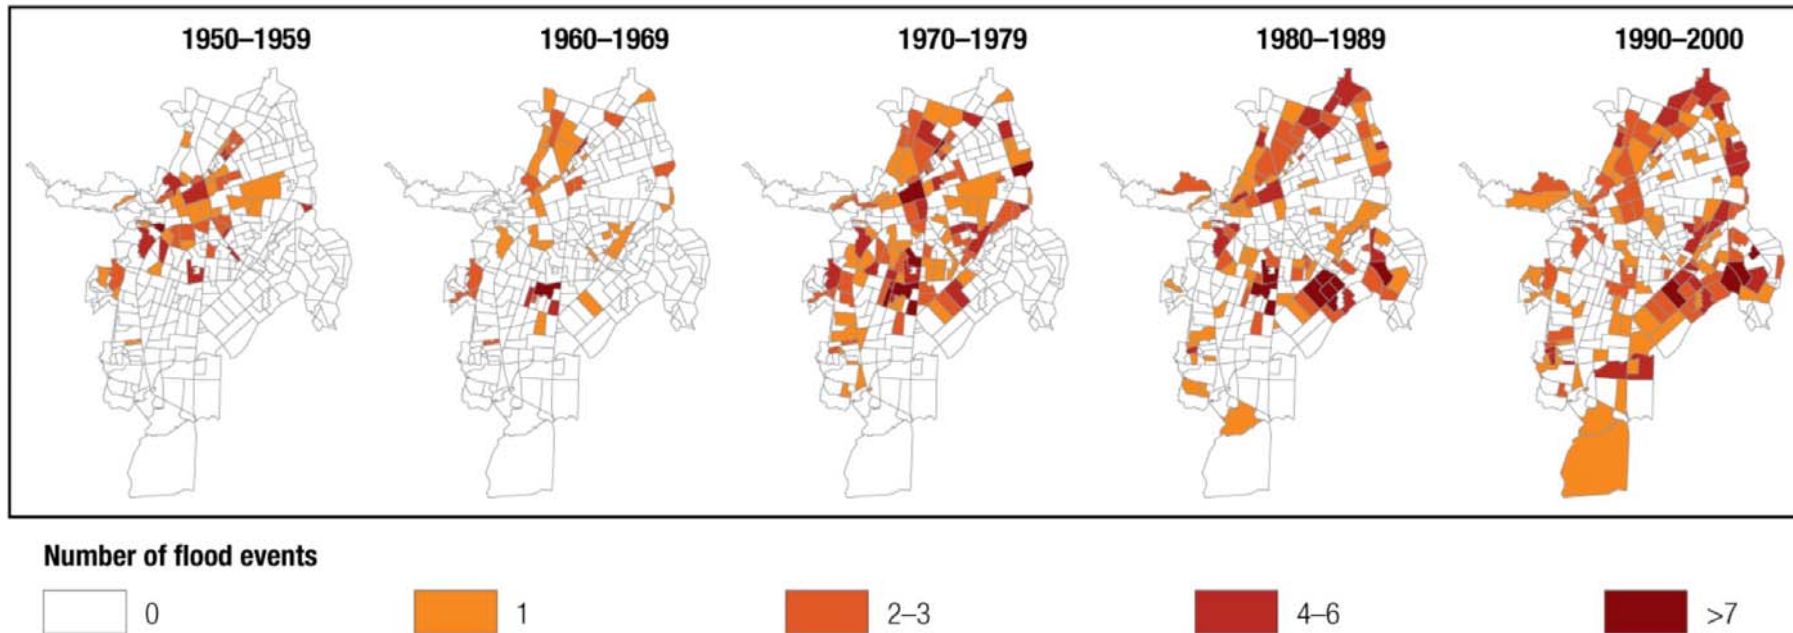 1950–1959 1960–1969 1970–1979 1980–1989 1990–2000
Number of flood events
0 1 2–3 4–6 >7